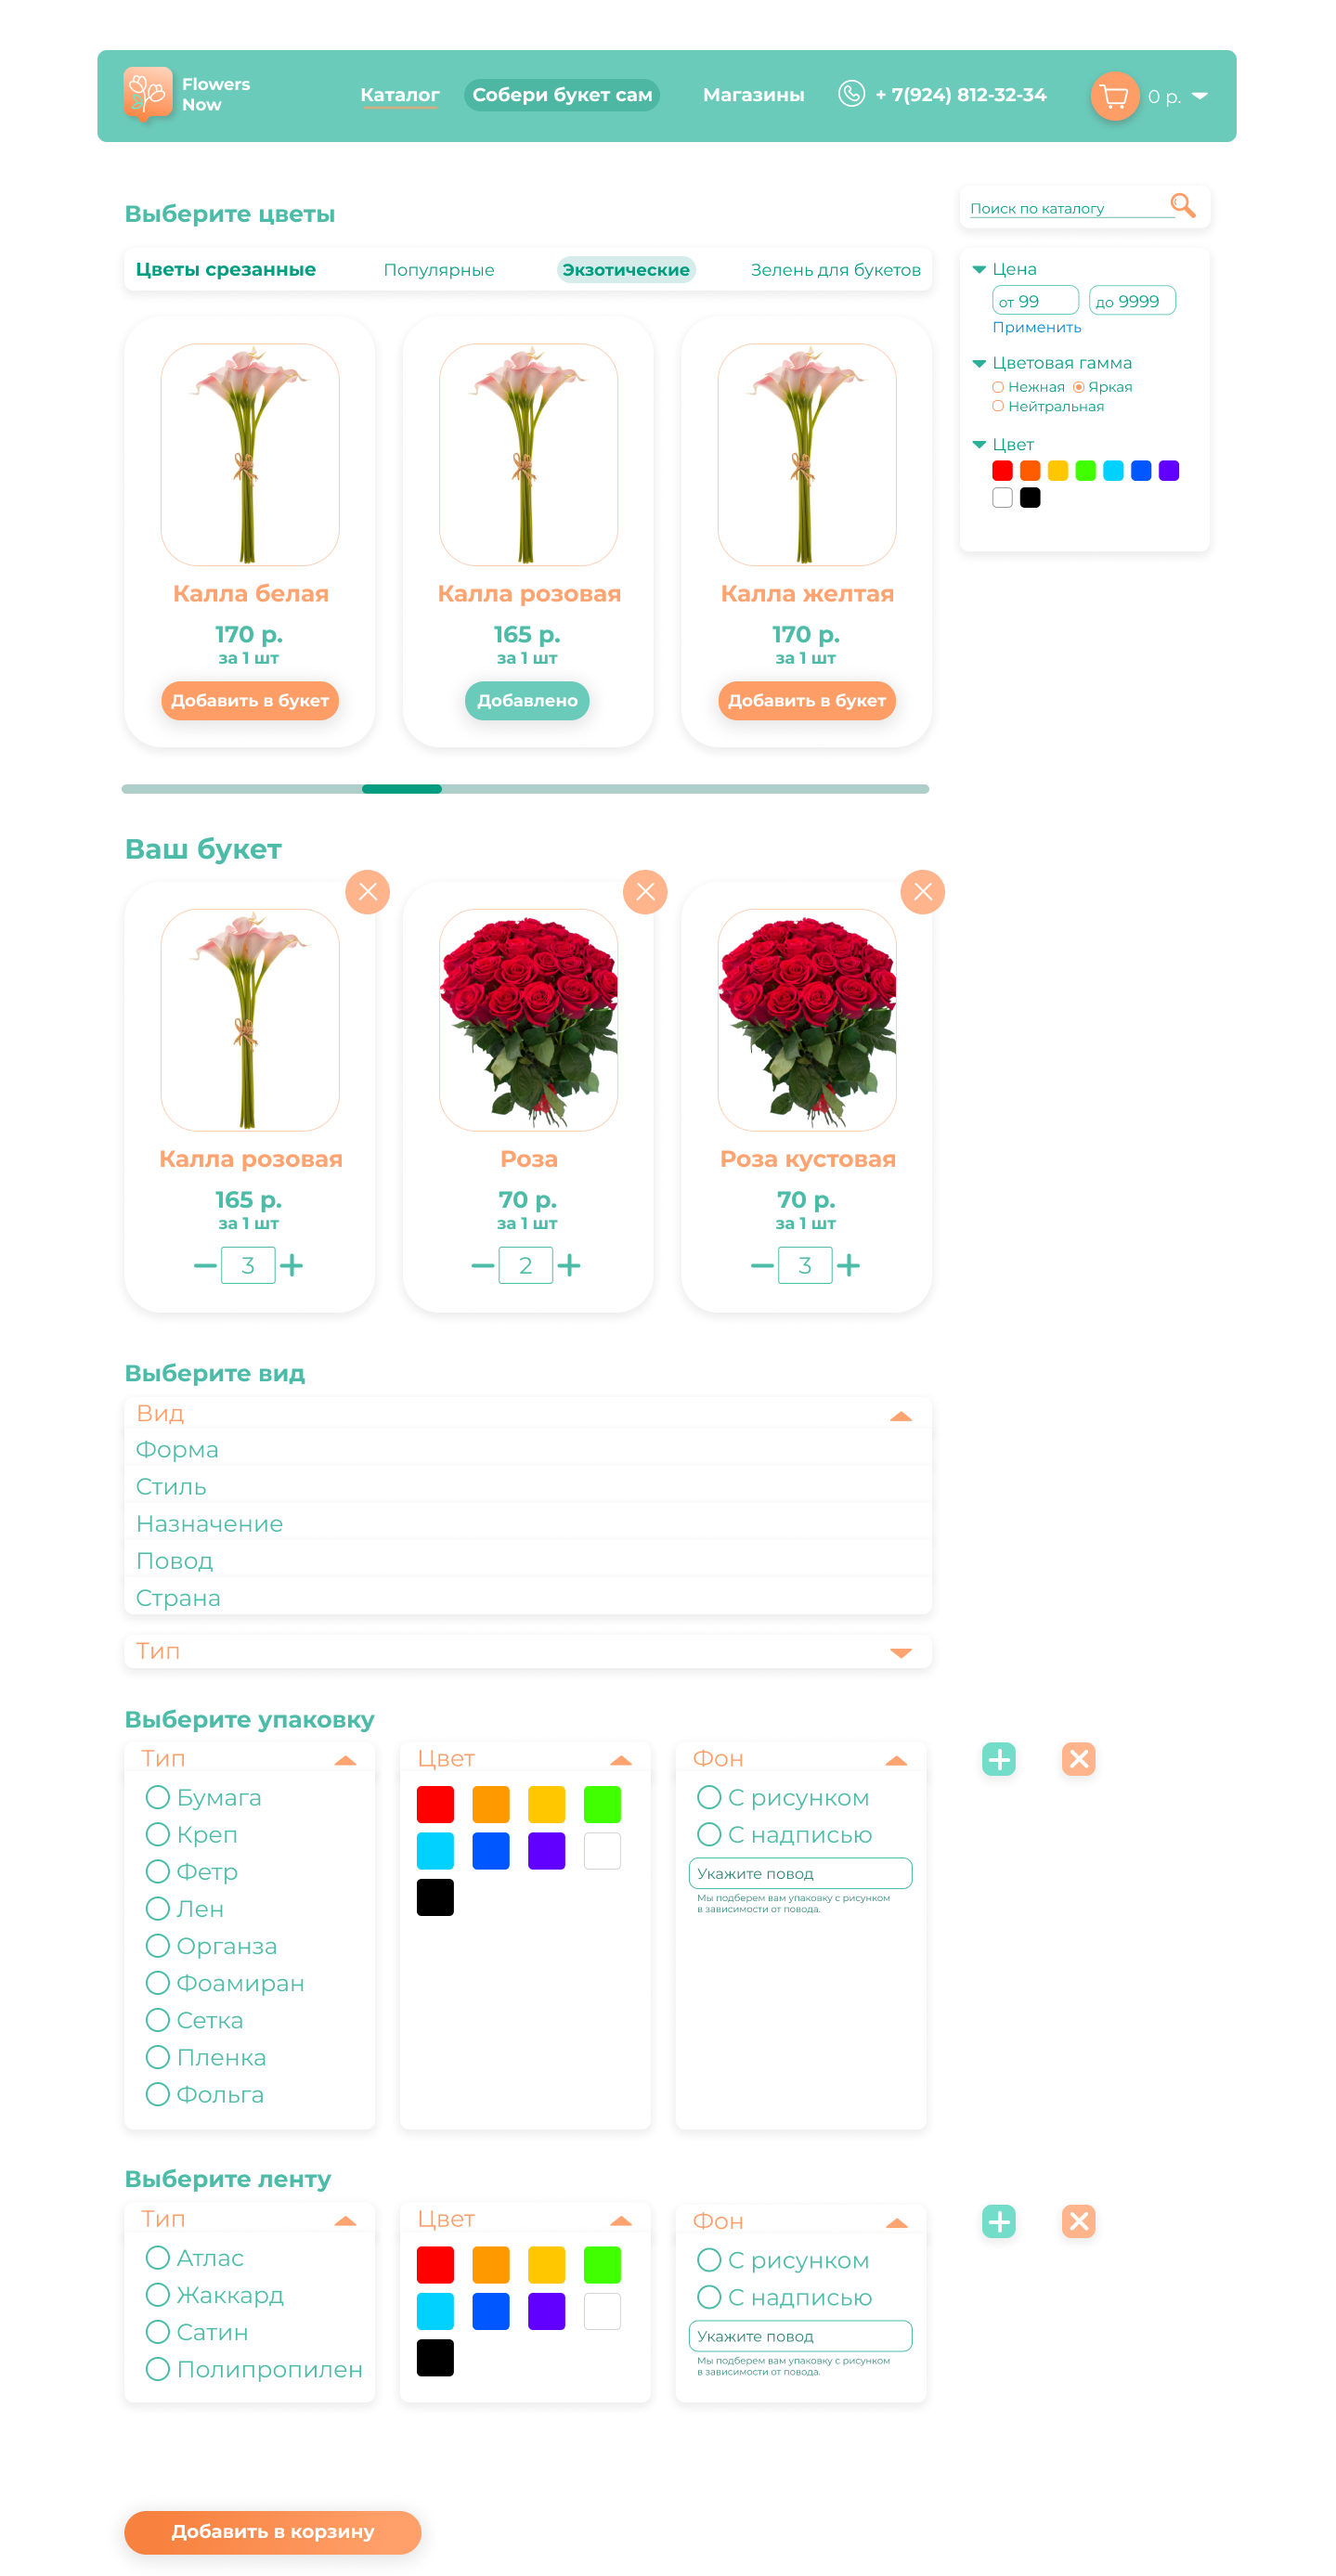 Flowers
Now
Каталог
Собери букет сам
Магазины
+ 7(924) 812-32-34
0 р.
Выберите цветы
Поиск по каталогу
Цветы срезанные
Популярные
Экзотические
Зелень для букетов
Цена
от 99
до 9999
Применить
Цветовая гамма
Нежная
Яркая
Нейтральная
Цвет
Калла белая
170 р.
за 1 шт
Добавить в букет
Калла розовая
165 р.
за 1 шт
Добавлено
Калла желтая
170 р.
за 1 шт
Добавить в букет
Ваш букет
Калла розовая
165 р.
за 1 шт
3
Роза
70 р.
за 1 шт
2
Роза кустовая
70 р.
за 1 шт
3
Выберите вид
Вид
Форма
Стиль
Назначение
Повод
Страна
Тип
Выберите упаковку
Тип
Бумага
Креп
Фетр
Лен
Органза
Фоамиран
Сетка
Пленка
Фольга
Цвет
Фон
С рисунком
С надписью
Укажите повод
Мы подберем вам упаковку с рисунком
в зависимости от повода.
Выберите ленту
Тип
Атлас
Жаккард
Сатин
Полипропилен
Цвет
Фон
С рисунком
С надписью
Укажите повод
Мы подберем вам упаковку с рисунком
в зависимости от повода.
Добавить в корзину